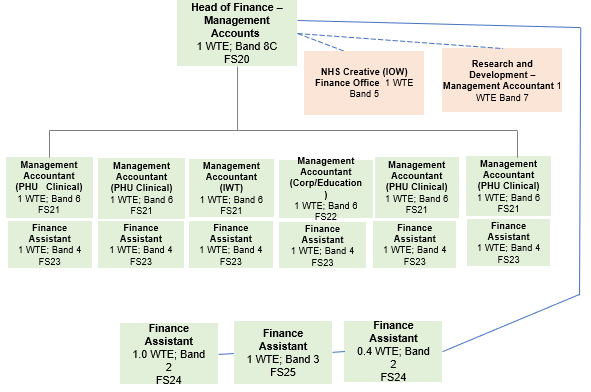 Head of Finance –
Management
Accounts
1 WTE; Band 8C
FS20
NHS Creative (IOW)
Finance Office 1 WTE
Band 5
Research and
Development –
Management Accountant 1
WTE Band 7
Management
Accountant
(PHU Clinical)
1 WTE; Band 6
FS21
Management
Accountant
(PHU Clinical)
1 WTE; Band 6
FS21
Management
Accountant
(IWT)
1 WTE; Band 6
FS21
Management
Accountant
(Corp/Education
)
1 WTE; Band 6
FS22
Management
Accountant
(PHU Clinical)
1 WTE; Band 6
FS21
Management
Accountant
(PHU Clinical)
1 WTE; Band 6
FS21
Finance
Assistant
1 WTE; Band 4
FS23
Finance
Assistant
1 WTE; Band 4
FS23
Finance
Assistant
1 WTE; Band 4
FS23
Finance
Assistant
1 WTE; Band 4
FS23
Finance
Assistant
1 WTE; Band 4
FS23
Finance
Assistant
1 WTE; Band 4
FS23
Finance
Assistant
1.0 WTE; Band
2
FS24
Finance
Assistant
1 WTE; Band 3
FS25
Finance
Assistant
0.4 WTE; Band
2
FS24